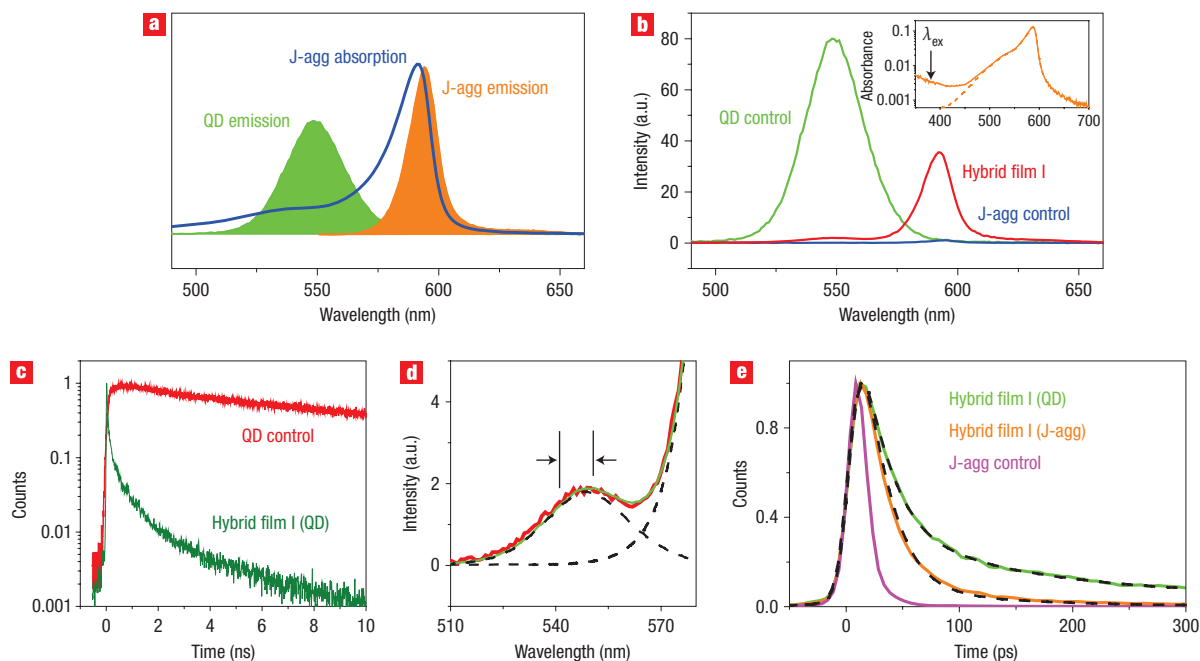 a
J-agg absorption
J-agg emission
QD emission
500 550 600 650
Wavelength (nm)
b
Intensity (a.u.)
80
60
40
20
0
QD control
Hybrid film I
J-agg control
500 550 600 650
Wavelength (nm)
Absorbance
0.1
0.01
0.001
λex
400 500 600 700
c
Counts
1
0.1
0.01
0.001
QD control
Hybrid film I (QD)
0 2 4 6 8 10
Time (ns)
d
Intensity (a.u.)
4
2
0
510 540 570
Wavelength (nm)
e
Counts
0.8
0.4
0.0
Hybrid film I (QD)
Hybrid film I (J-agg)
J-agg control
0 100 200 300
Time (ps)